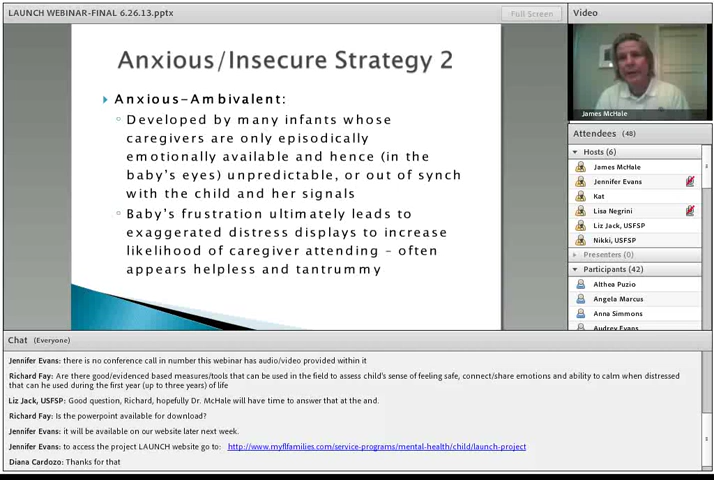 LAUNCH WEBINAR-FINAL 6.26.13.pptx
Full Screen
Anxious/Insecure Strategy 2
Anxious-Ambivalent:
Developed by many infants whose
caregivers are only episodically
emotionally available and hence (in the
baby's eyes) unpredictable, or out of synch
with the child and her signals
Baby's frustration ultimately leads to
exaggerated distress displays to increase
likelihood of caregiver attending – often
appears helpless and tantrummy
Video
James McHale
Attendees (48)
Hosts (6)
James McHale
Jennifer Evans
Kat
Lisa Negrini
Liz Jack, USFSP
Nikki, USFSP
Presenters (0)
Participants (42)
Althea Puzio
Angela Marcus
Anna Simmons
Audrey Evans
Chat (Everyone)
Jennifer Evans: there is no conference call in number this webinar has audio/video provided within it
Richard Fay: Are there good/evidenced based measures/tools that can be used in the field to assess child's sense of feeling safe, connect/share emotions and ability to calm when distressed
that can be used during the first year (up to three years) of life
Liz Jack, USFSP: Good question, Richard, hopefully Dr. McHale will have time to answer that at the and.
Richard Fay: Is the powerpoint available for download?
Jennifer Evans: it will be available on our website later next week.
Jennifer Evans: to access the project LAUNCH website go to: http://www.myflfamilies.com/service-programs/mental-health/child/launch-project
Diana Cardozo: Thanks for that